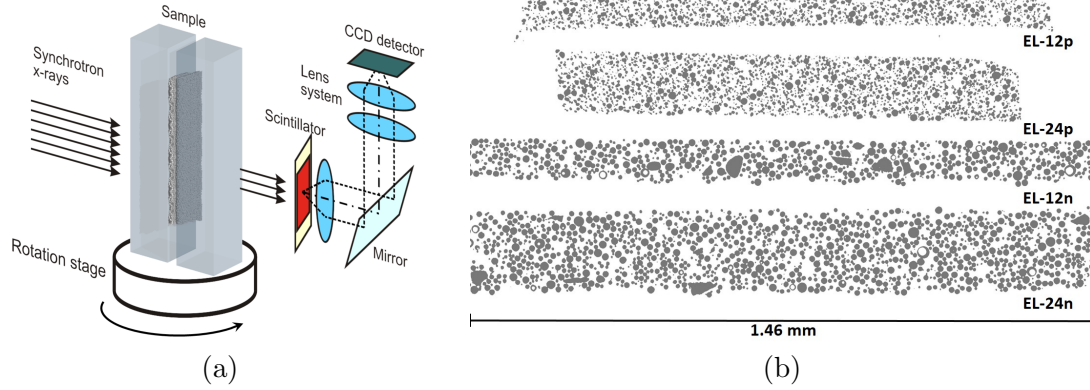 Sample
Synchrotron
x-rays
CCD detector
Lens
system
Scintillator
Rotation stage
Mirror
(a)
EL-12p
EL-24p
EL-12n
EL-24n
1.46 mm
(b)